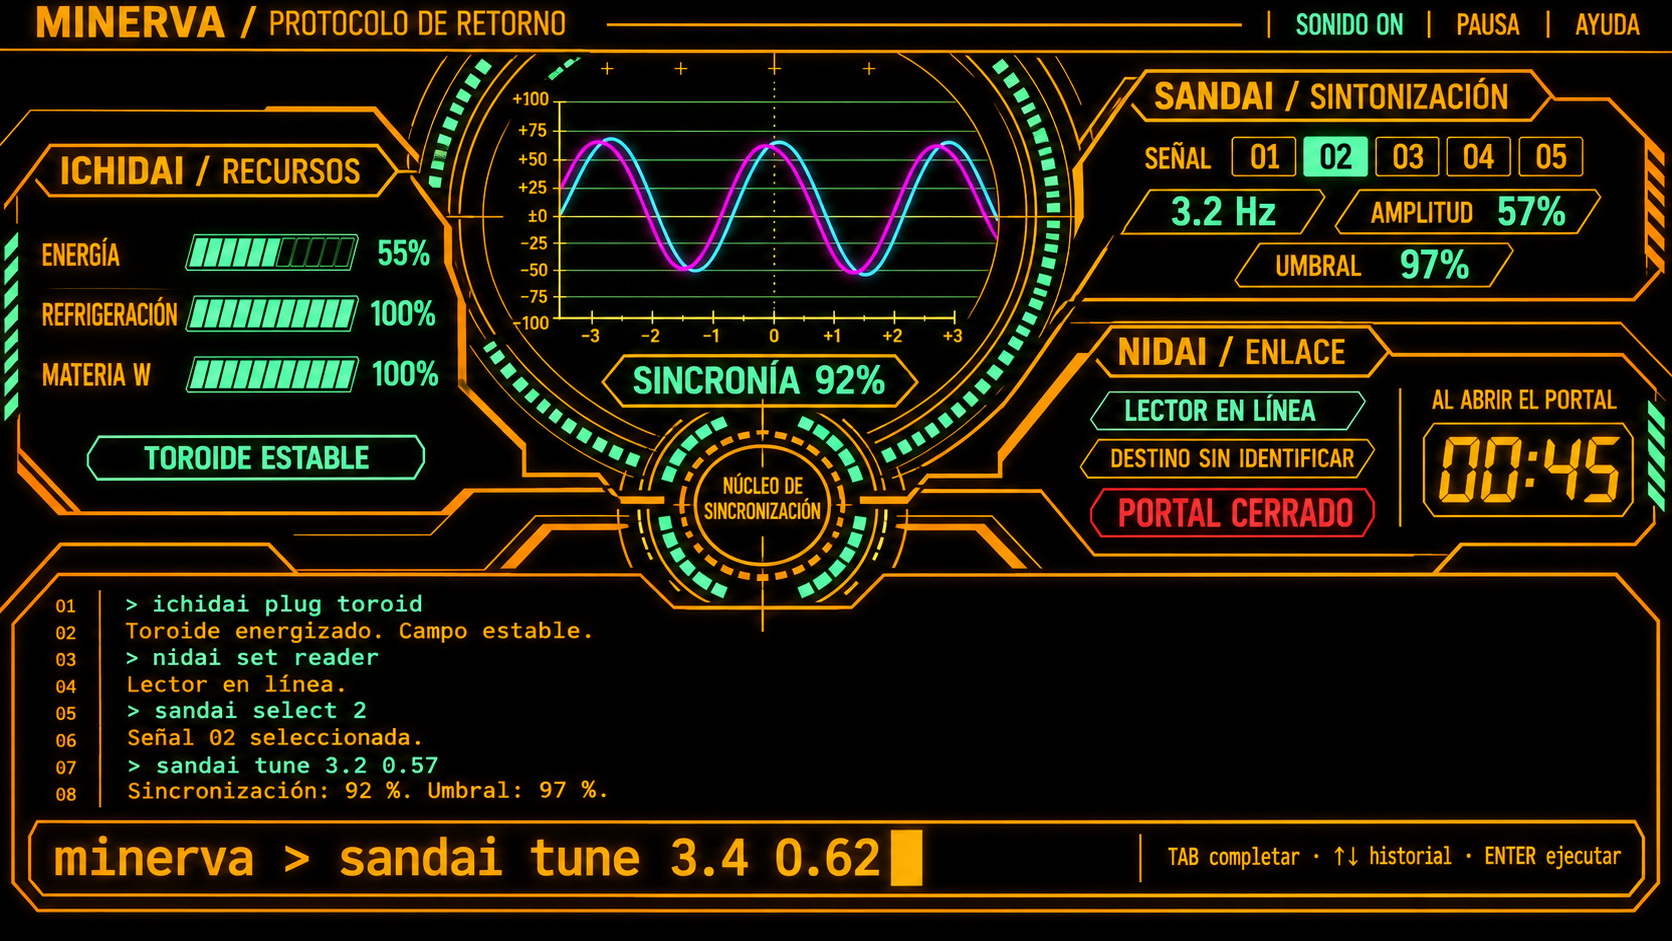 MINERVA / PROTOCOLO DE RETORNO
SONIDO ON | PAUSA | AYUDA
ICHIDAI / RECURSOS
ENERGÍA 55%
REFRIGERACIÓN 100%
MATERIA W 100%
TOROIDE ESTABLE
+100
+75
+50
+25
±0
−25
−50
−75
−100
−3 −2 −1 0 +1 +2 +3
SINCRONÍA 92%
NÚCLEO DE
SINCRONIZACIÓN
SANDAI / SINTONIZACIÓN
SEÑAL 01 02 03 04 05
3.2 Hz AMPLITUD 57%
UMBRAL 97%
NIDAI / ENLACE
LECTOR EN LÍNEA
DESTINO SIN IDENTIFICAR
PORTAL CERRADO
AL ABRIR EL PORTAL
00:45
01 > ichidai plug toroid
02 Toroide energizado. Campo estable.
03 > nidai set reader
04 Lector en línea.
05 > sandai select 2
06 Señal 02 seleccionada.
07 > sandai tune 3.2 0.57
08 Sincronización: 92 %. Umbral: 97 %.
minerva > sandai tune 3.4 0.62
TAB completar · ↑↓ historial · ENTER ejecutar